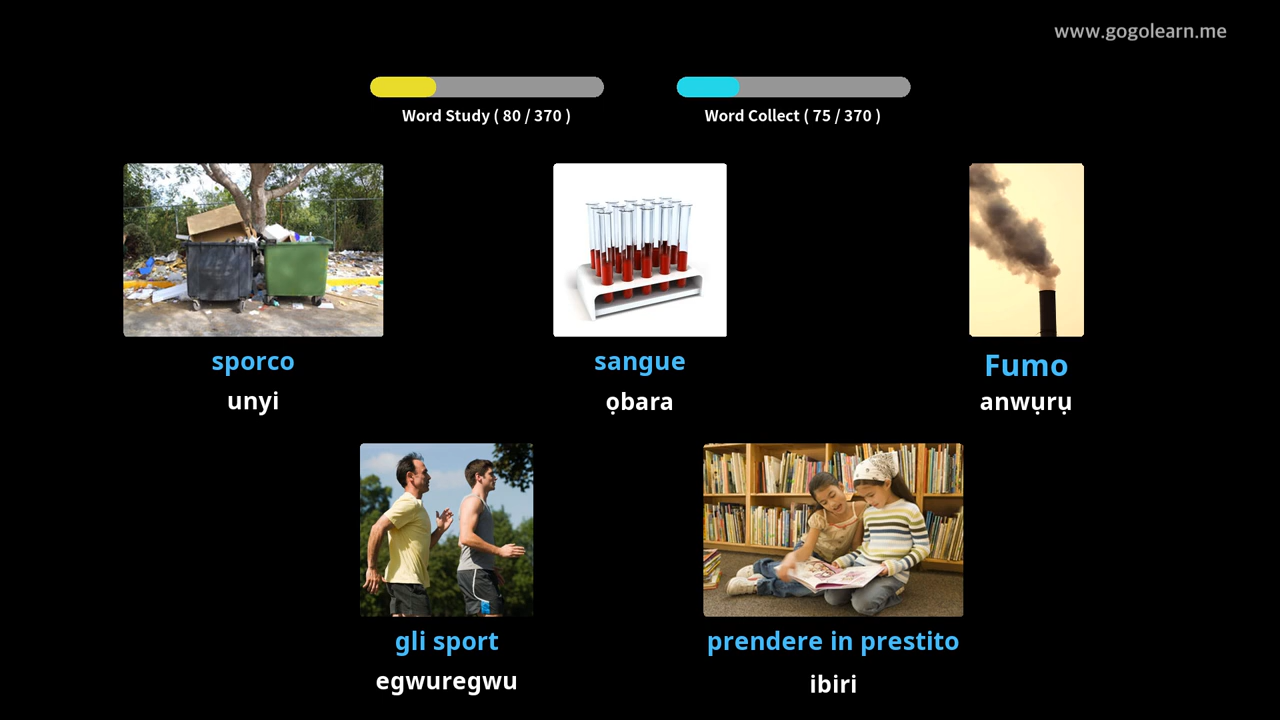 www.gogolearn.me
Word Study ( 80 / 370 )
Word Collect ( 75 / 370 )
sporco
unyi
sangue
ọbara
Fumo
anwụrụ
gli sport
egwuregwu
prendere in prestito
ibiri